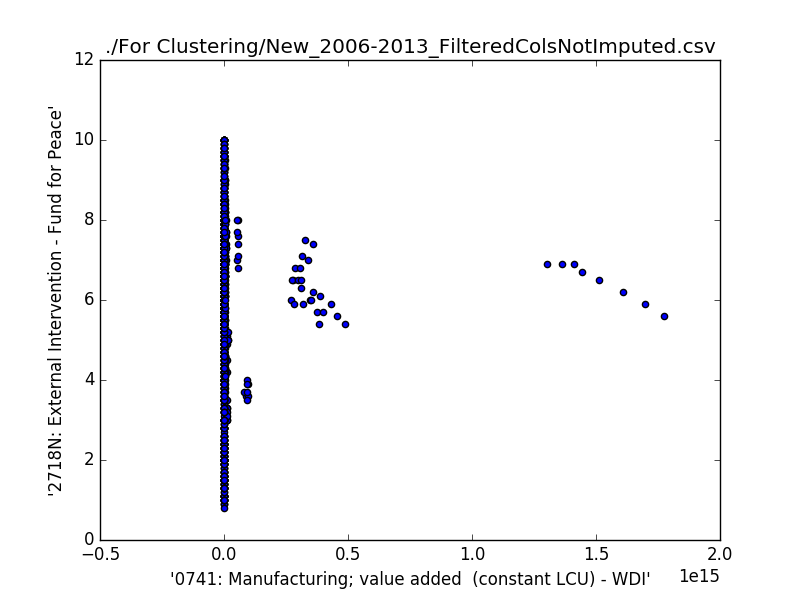 ./For Clustering/New_2006-2013_FilteredColsNotImputed.csv
12
10
8
6
4
2
0
'2718N: External Intervention - Fund for Peace'
−0.5 0.0 0.5 1.0 1.5 2.0
1e15
'0741: Manufacturing; value added  (constant LCU) - WDI'